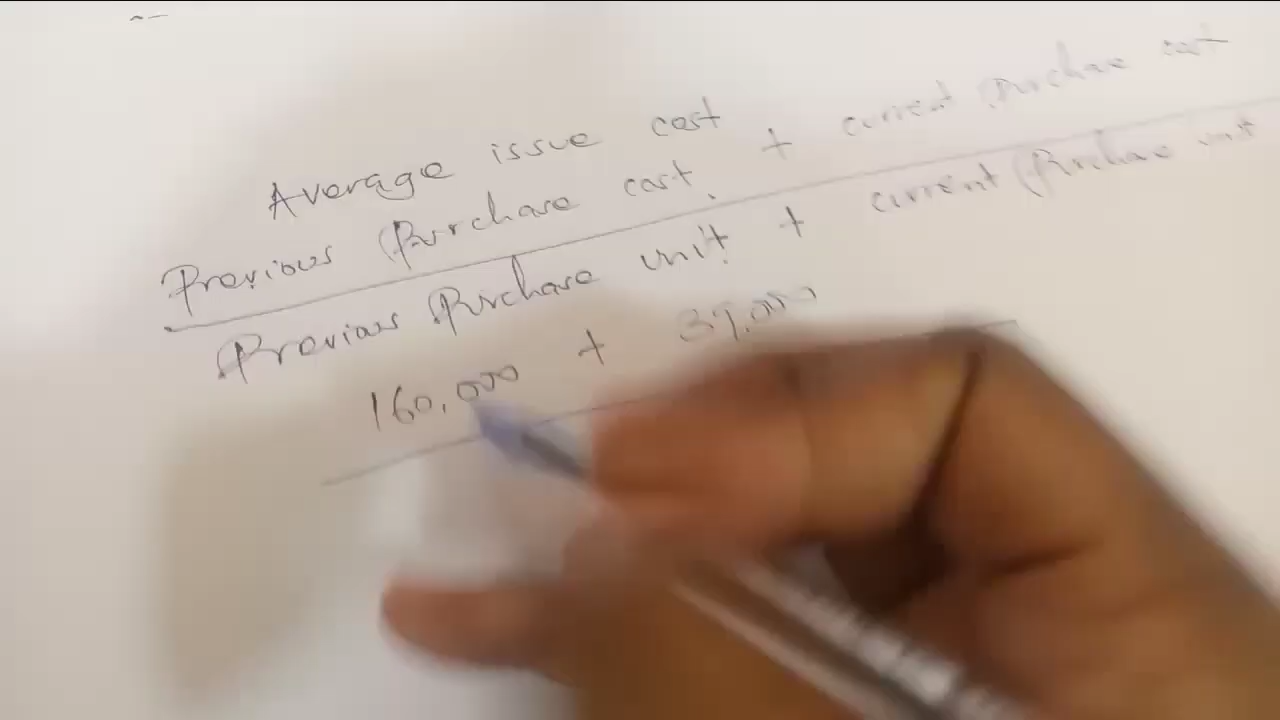 Average issue cost
Previous Purchase cost + current Purchase cost
Previous Purchase unit + current Purchase unit
160,000 + 39,000